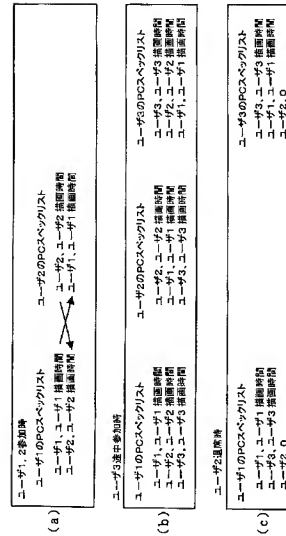 ユーザ1，2参加時
(a)
ユーザ1のPCスペックリスト
ユーザ1、ユーザ1描画時間
ユーザ2、ユーザ2描画時間
ユーザ2のPCスペックリスト
ユーザ2、ユーザ2描画時間
ユーザ1、ユーザ1描画時間
ユーザ3途中参加時
(b)
ユーザ1のPCスペックリスト
ユーザ1、ユーザ1描画時間
ユーザ2、ユーザ2描画時間
ユーザ3、ユーザ3描画時間
ユーザ2のPCスペックリスト
ユーザ2、ユーザ2描画時間
ユーザ1、ユーザ1描画時間
ユーザ3、ユーザ3描画時間
ユーザ3のPCスペックリスト
ユーザ3、ユーザ3描画時間
ユーザ2、ユーザ2描画時間
ユーザ1、ユーザ1描画時間
ユーザ2退席時
(c)
ユーザ1のPCスペックリスト
ユーザ1、ユーザ1描画時間
ユーザ3、ユーザ3描画時間
ユーザ2、0
ユーザ3のPCスペックリスト
ユーザ3、ユーザ3描画時間
ユーザ1、ユーザ1描画時間
ユーザ2、0